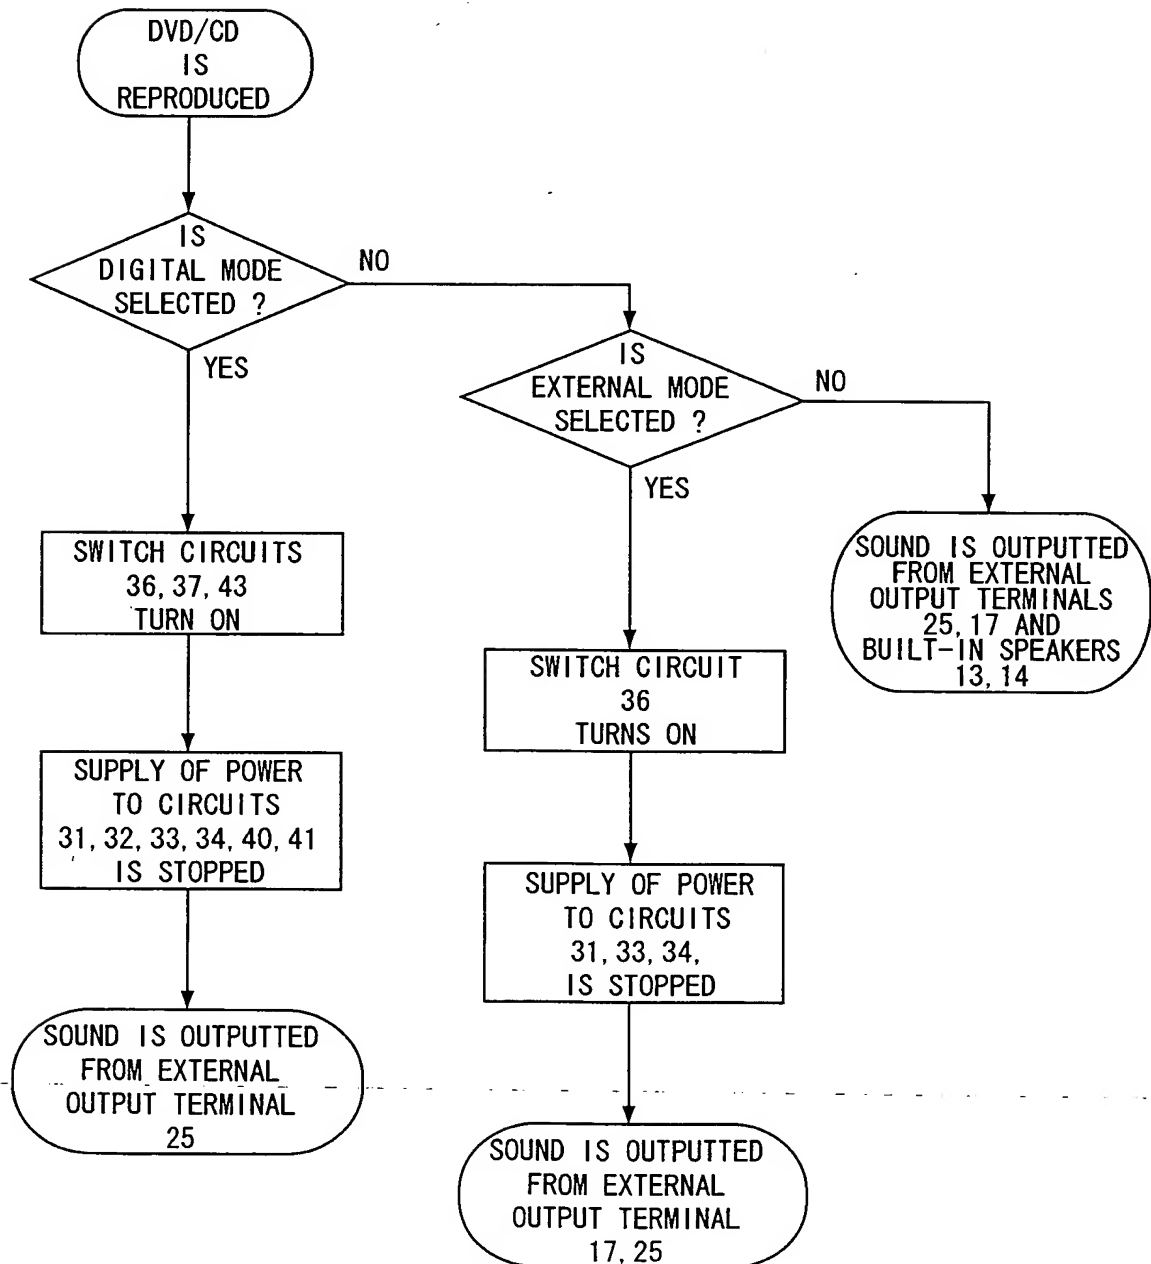 DVD/CD
IS
REPRODUCED
IS
DIGITAL MODE
SELECTED ?
NO
YES
IS
EXTERNAL MODE
SELECTED ?
NO
YES
SWITCH CIRCUITS
36, 37, 43
TURN ON
SOUND IS OUTPUTTED
FROM EXTERNAL
OUTPUT TERMINALS
25, 17 AND
BUILT-IN SPEAKERS
13, 14
SWITCH CIRCUIT
36
TURNS ON
SUPPLY OF POWER
TO CIRCUITS
31, 32, 33, 34, 40, 41
IS STOPPED
SUPPLY OF POWER
TO CIRCUITS
31, 33, 34,
IS STOPPED
SOUND IS OUTPUTTED
FROM EXTERNAL
OUTPUT TERMINAL
25
SOUND IS OUTPUTTED
FROM EXTERNAL
OUTPUT TERMINAL
17, 25